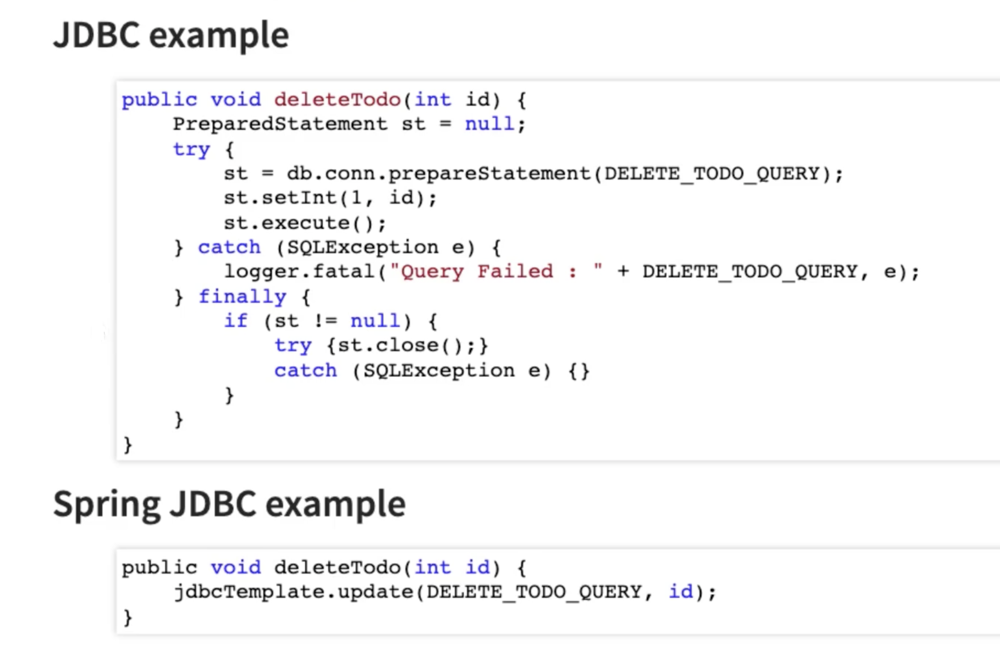 JDBC example
public void deleteTodo(int id) {
    PreparedStatement st = null;
    try {
        st = db.conn.prepareStatement(DELETE_TODO_QUERY);
        st.setInt(1, id);
        st.execute();
    } catch (SQLException e) {
        logger.fatal("Query Failed : " + DELETE_TODO_QUERY, e);
    } finally {
        if (st != null) {
            try {st.close();}
            catch (SQLException e) {}
        }
    }
}
Spring JDBC example
public void deleteTodo(int id) {
    jdbcTemplate.update(DELETE_TODO_QUERY, id);
}